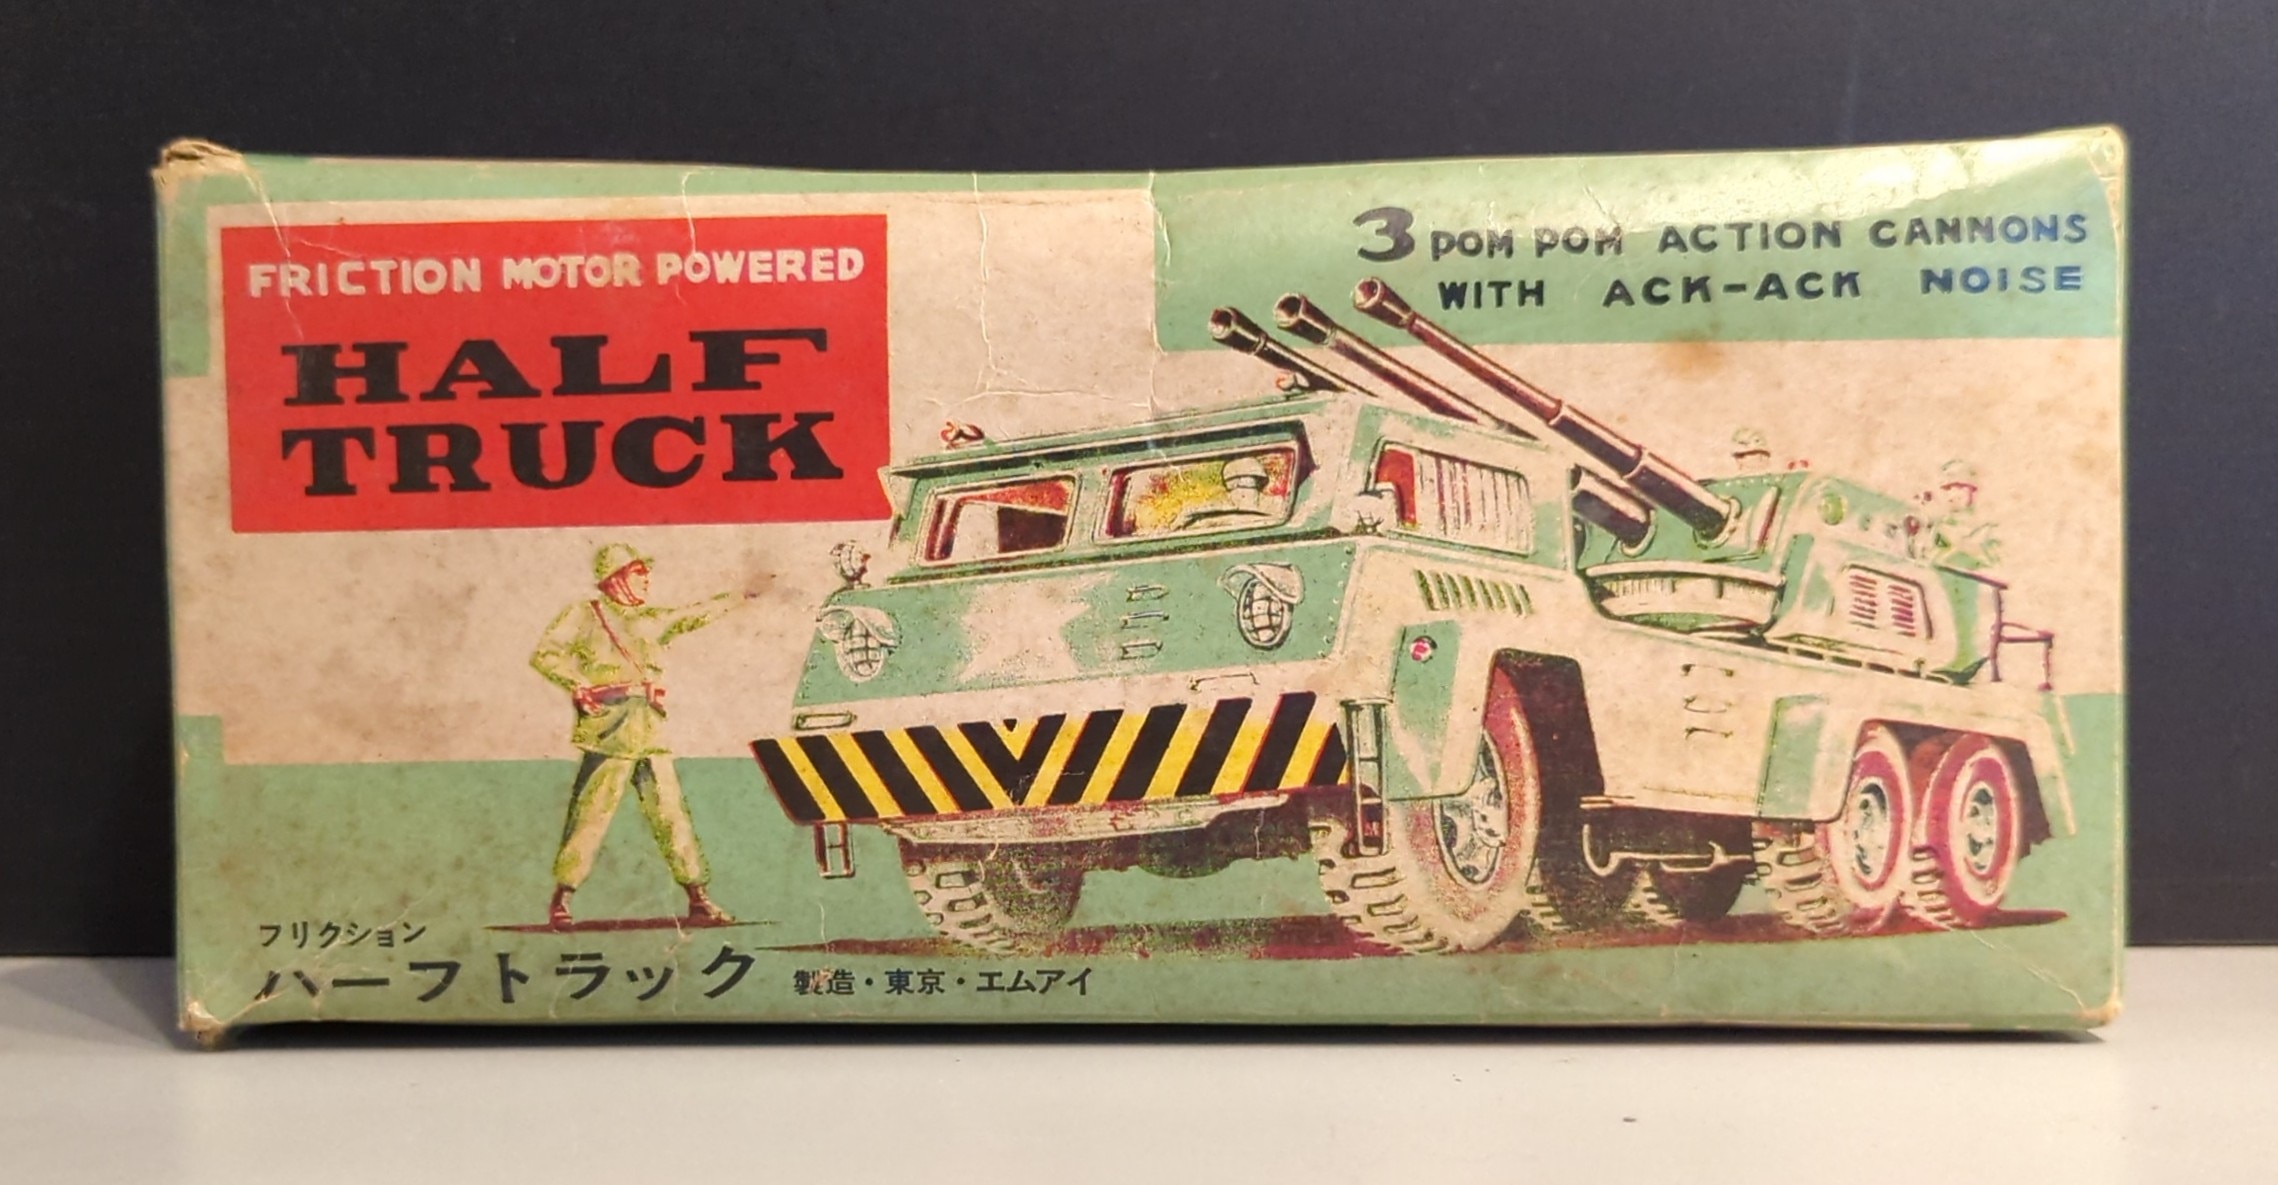 FRICTION MOTOR POWERED
HALF
TRUCK
3 POM POM ACTION CANNONS
WITH ACK-ACK NOISE
フリクション
ハーフトラック 製造・東京・エムアイ